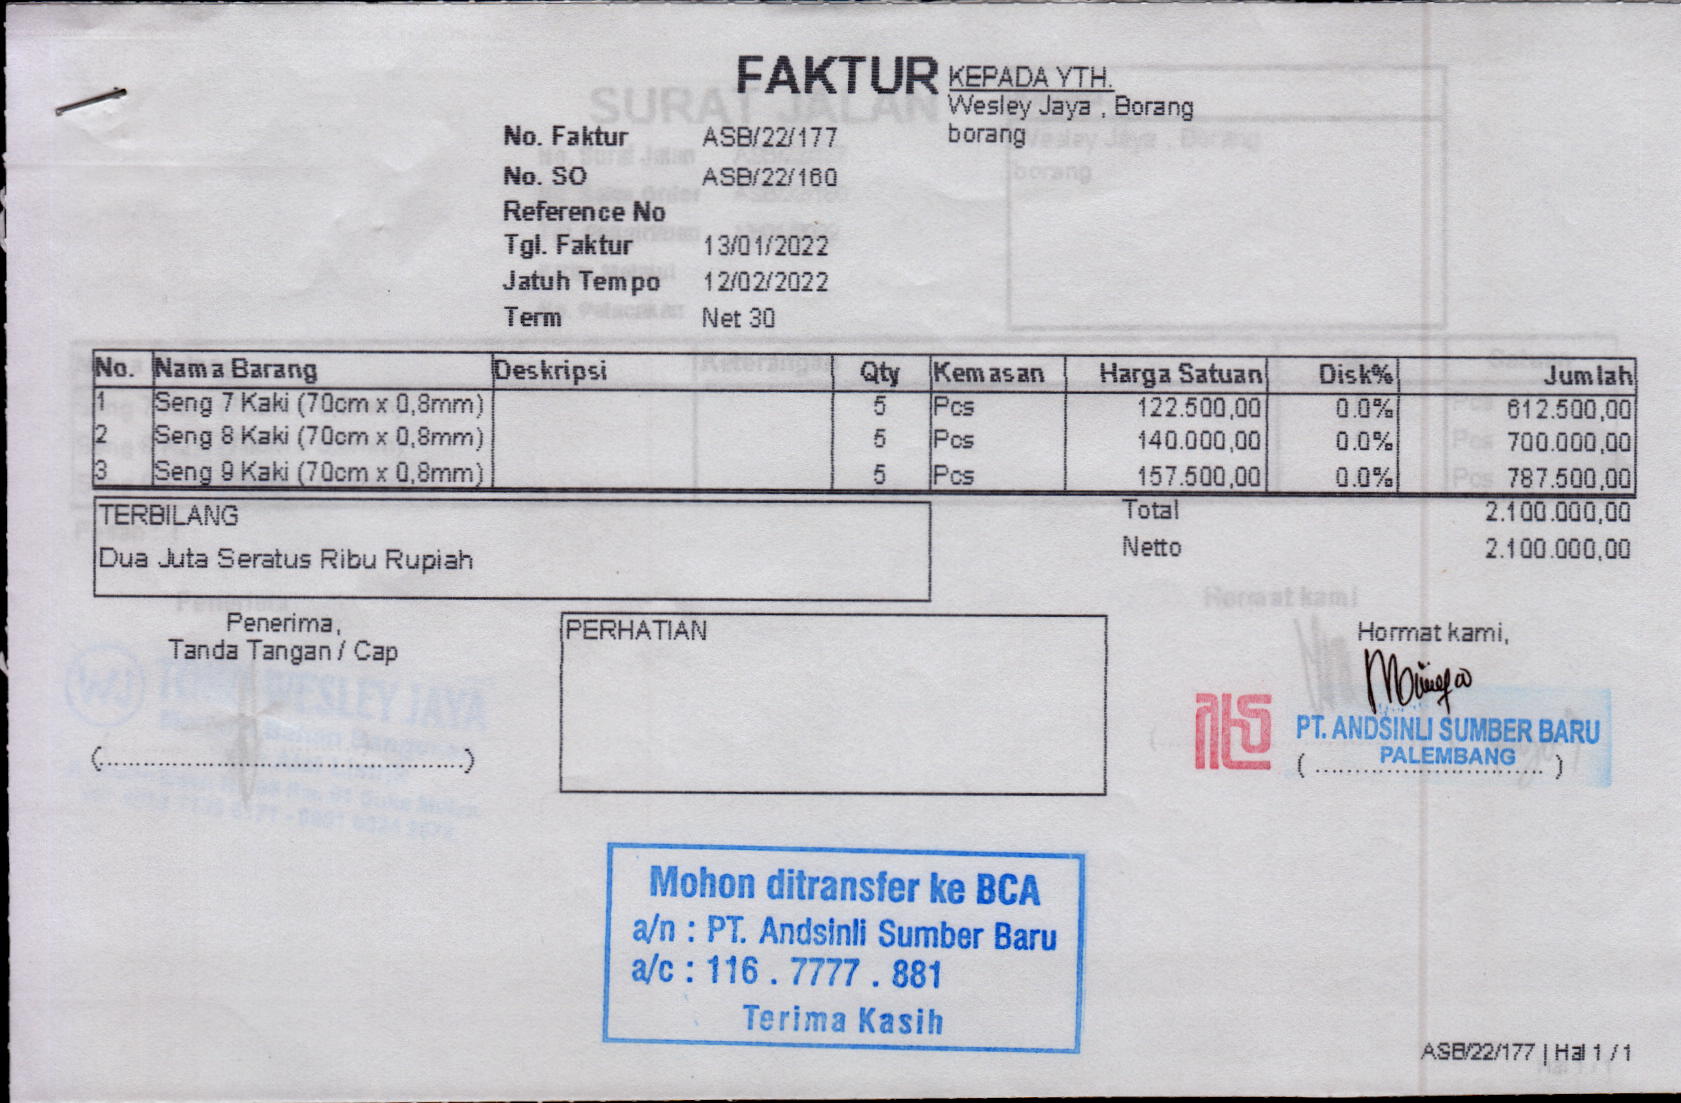 FAKTUR
KEPADA YTH.
Wesley Jaya , Borang
borang
No. Faktur ASB/22/177
No. SO ASB/22/160
Reference No
Tgl. Faktur 13/01/2022
Jatuh Tempo 12/02/2022
Term Net 30
No. Nama Barang Deskripsi Qty Kemasan Harga Satuan Disk% Jumlah
1 Seng 7 Kaki (70cm x 0,8mm) 5 Pcs 122.500,00 0.0% 612.500,00
2 Seng 8 Kaki (70cm x 0,8mm) 5 Pcs 140.000,00 0.0% 700.000,00
3 Seng 9 Kaki (70cm x 0,8mm) 5 Pcs 157.500,00 0.0% 787.500,00
Total 2.100.000,00
Netto 2.100.000,00
TERBILANG
Dua Juta Seratus Ribu Rupiah
Penerima,
Tanda Tangan / Cap
(..........................................................)
PERHATIAN
Hormat kami,
PT. ANDSINLI SUMBER BARU
PALEMBANG
( .................................... )
Mohon ditransfer ke BCA
a/n : PT. Andsinli Sumber Baru
a/c : 116 . 7777 . 881
Terima Kasih
ASB/22/177 | Hal 1 / 1